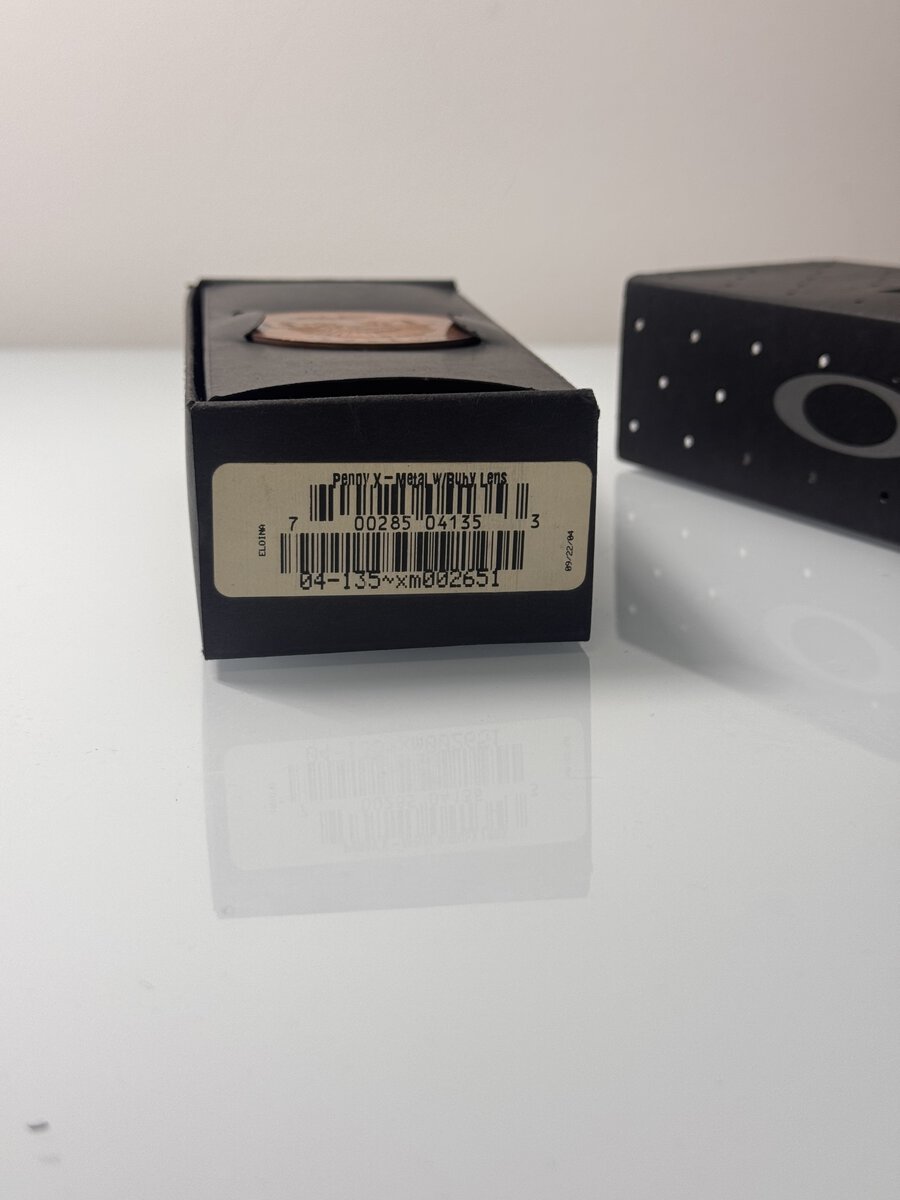 Penny X – Metal w/Ruby Lens
7 00285 04135 3
04-135~xm002651
ELOINA
09/22/04